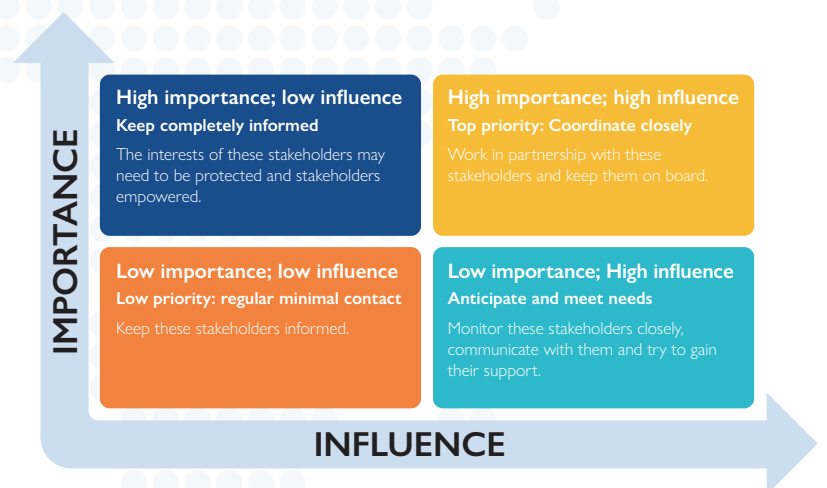 IMPORTANCE
High importance; low influence
Keep completely informed
The interests of these stakeholders may
need to be protected and stakeholders
empowered.
High importance; high influence
Top priority: Coordinate closely
Work in partnership with these
stakeholders and keep them on board.
Low importance; low influence
Low priority: regular minimal contact
Keep these stakeholders informed.
Low importance; High influence
Anticipate and meet needs
Monitor these stakeholders closely,
communicate with them and try to gain
their support.
INFLUENCE